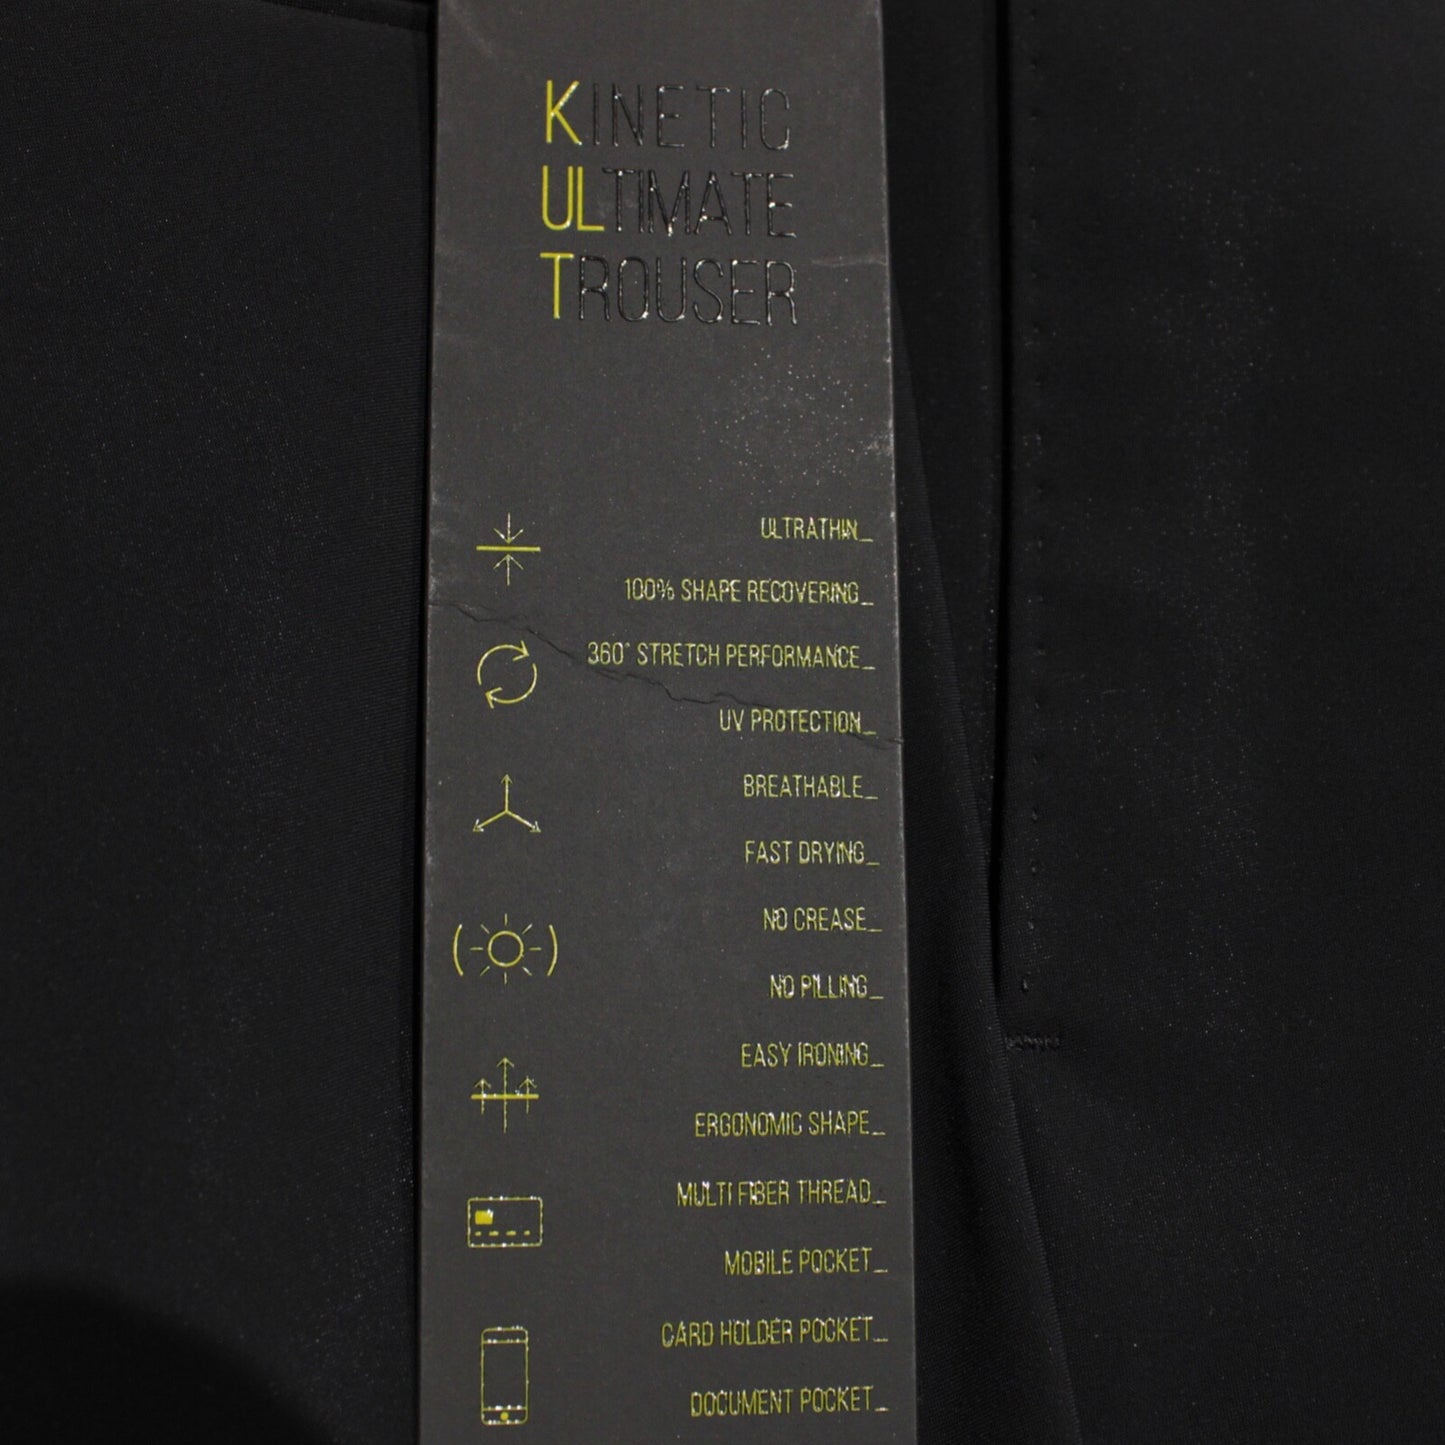 KINETIC
ULTIMATE
TROUSER
ULTRATHIN_
100% SHAPE RECOVERING_
360° STRETCH PERFORMANCE_
UV PROTECTION_
BREATHABLE_
FAST DRYING_
NO CREASE_
NO PILLING_
EASY IRONING_
ERGONOMIC SHAPE_
MULTI FIBER THREAD_
MOBILE POCKET_
CARD HOLDER POCKET_
DOCUMENT POCKET_